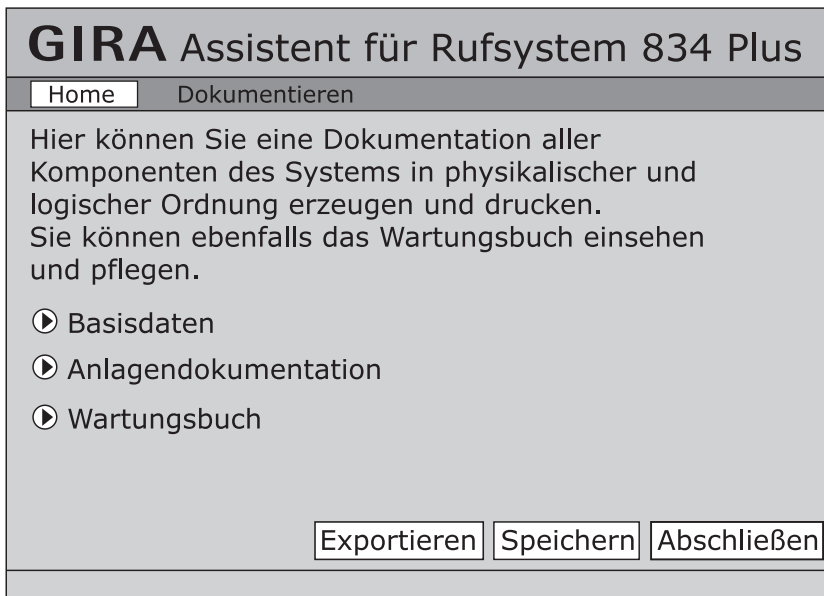 GIRA Assistent für Rufsystem 834 Plus
Home Dokumentieren
Hier können Sie eine Dokumentation aller
Komponenten des Systems in physikalischer und
logischer Ordnung erzeugen und drucken.
Sie können ebenfalls das Wartungsbuch einsehen
und pflegen.
Basisdaten
Anlagendokumentation
Wartungsbuch
Exportieren Speichern Abschließen